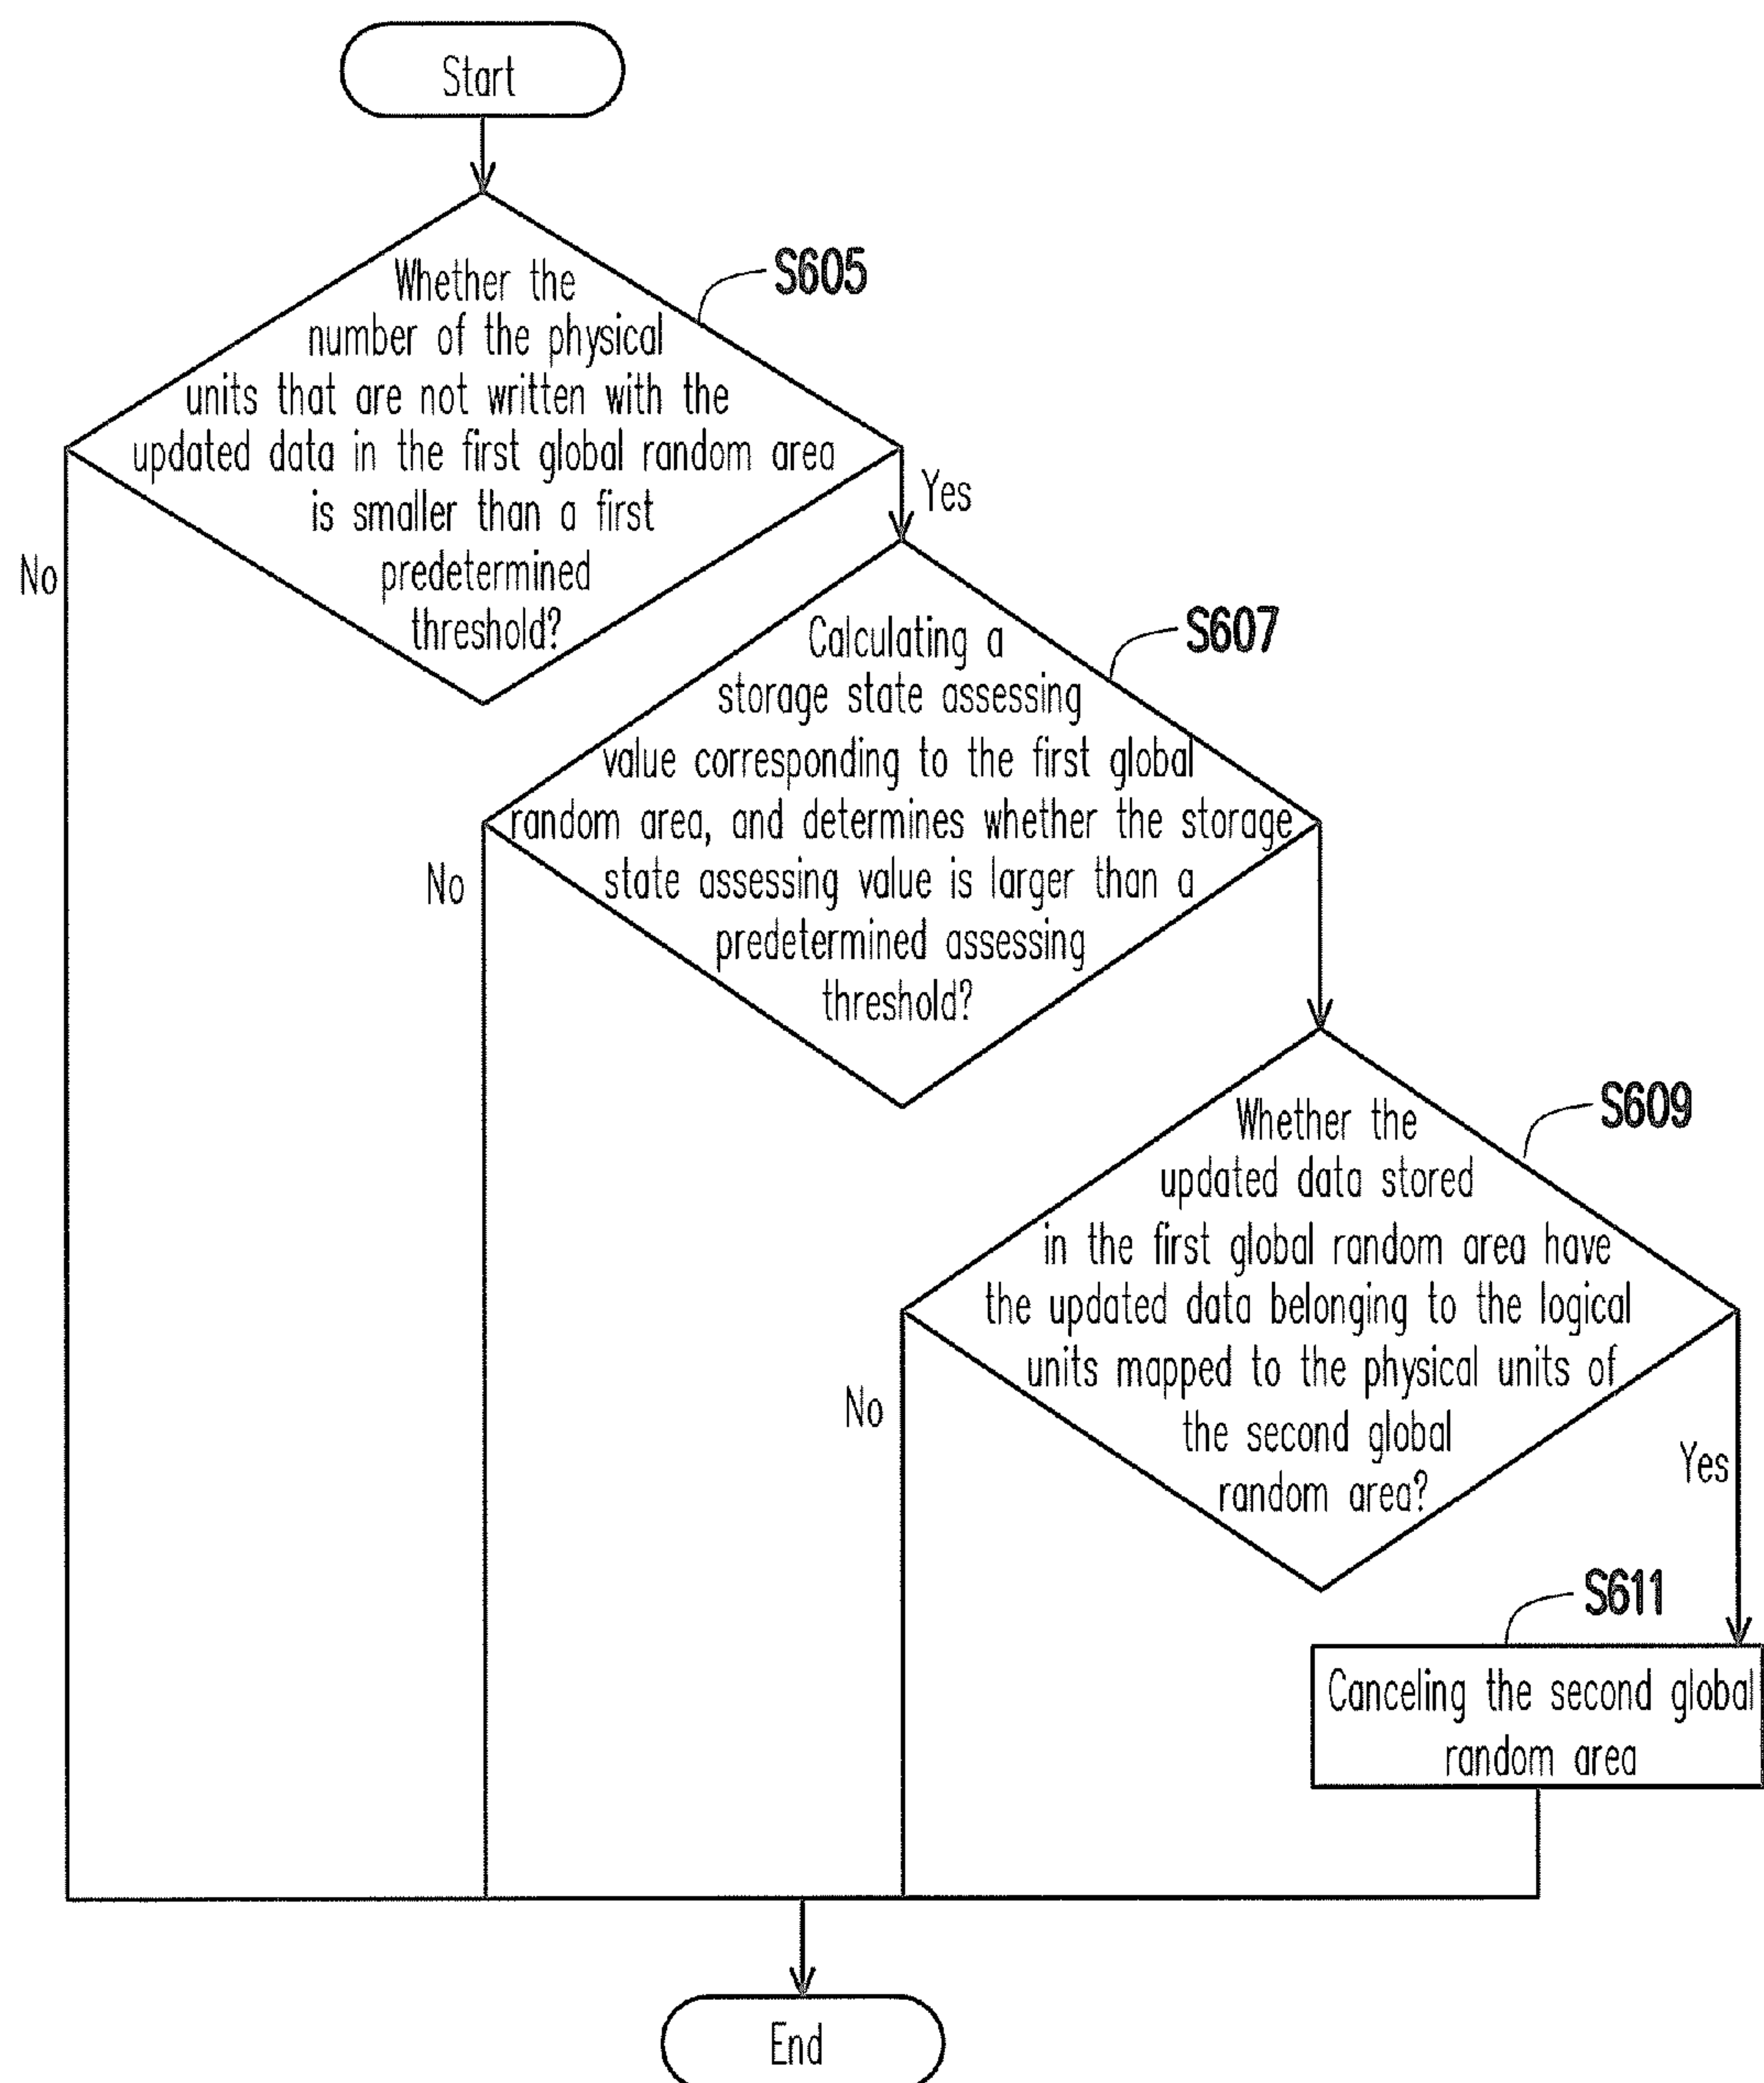 Start
Whether the
number of the physical
units that are not written with the
updated data in the first global random area
is smaller than a first
predetermined
threshold?
S605
Yes
No
Calculating a
storage state assessing
value corresponding to the first global
random area, and determines whether the storage
state assessing value is larger than a
predetermined assessing
threshold?
S607
No
Whether the
updated data stored
in the first global random area have
the updated data belonging to the logical
units mapped to the physical units of
the second global
random area?
S609
No
Yes
S611
Canceling the second global
random area
End